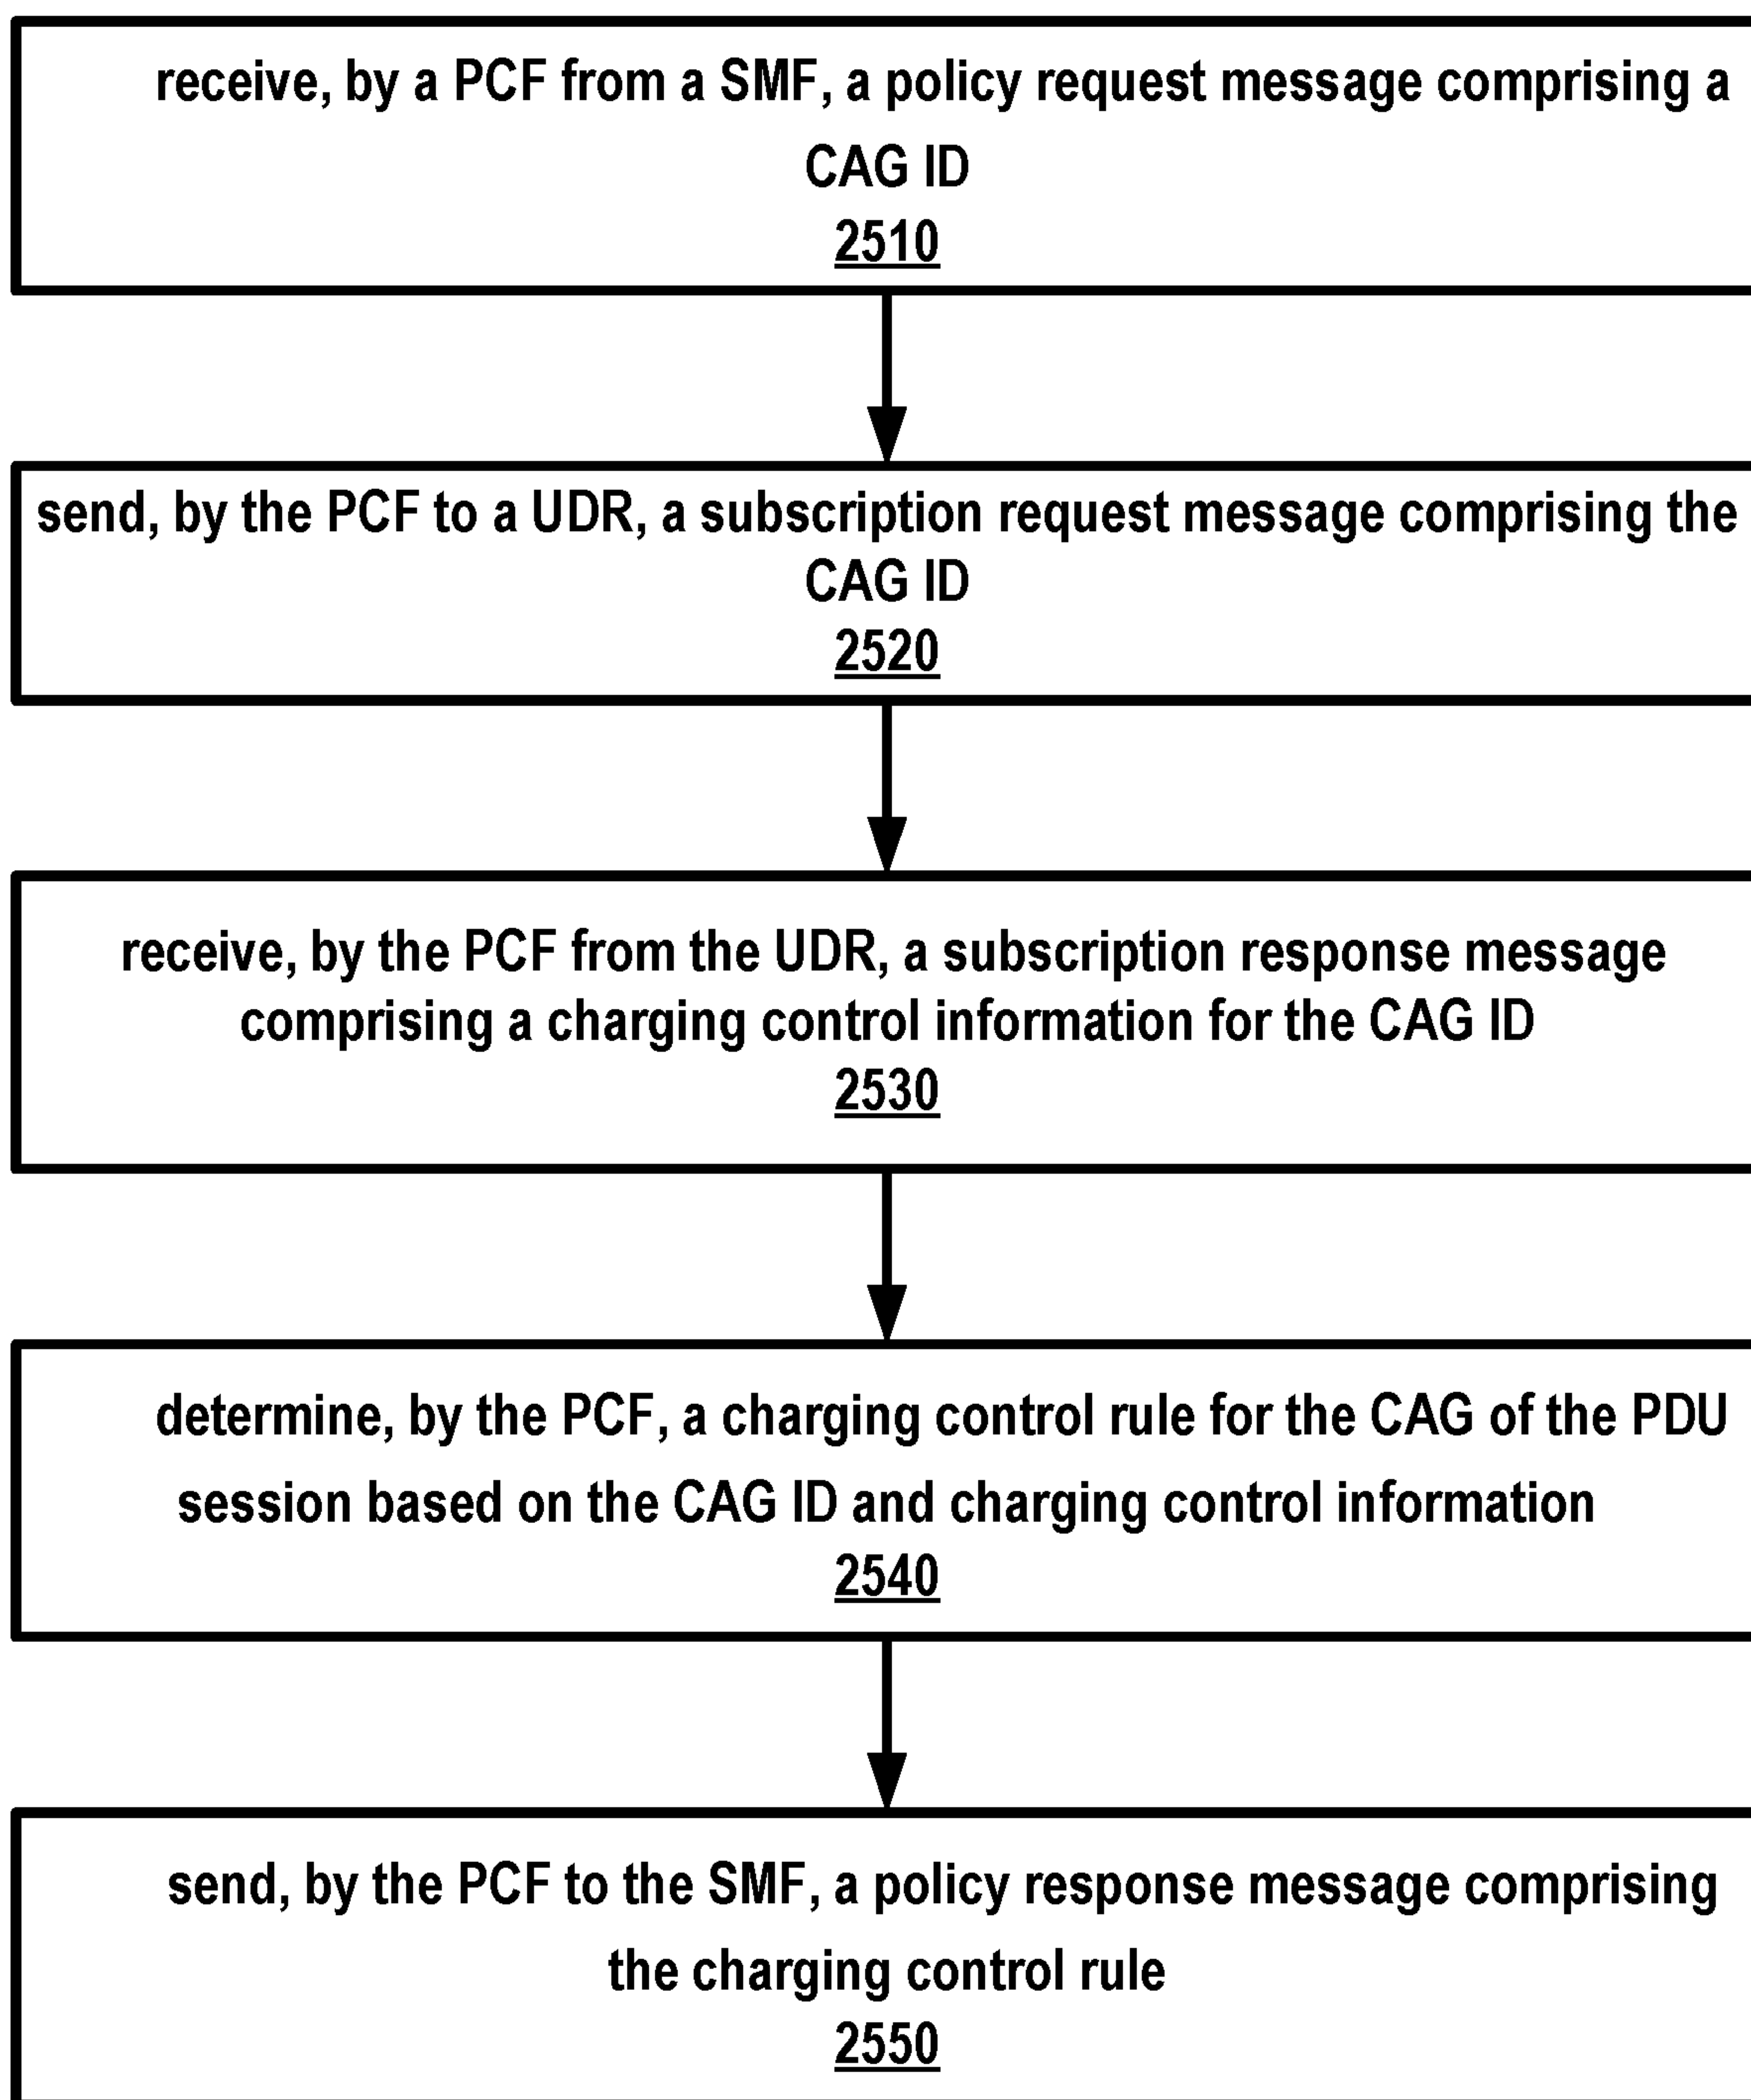 receive, by a PCF from a SMF, a policy request message comprising a
CAG ID
2510
send, by the PCF to a UDR, a subscription request message comprising the
CAG ID
2520
receive, by the PCF from the UDR, a subscription response message
comprising a charging control information for the CAG ID
2530
determine, by the PCF, a charging control rule for the CAG of the PDU
session based on the CAG ID and charging control information
2540
send, by the PCF to the SMF, a policy response message comprising
the charging control rule
2550